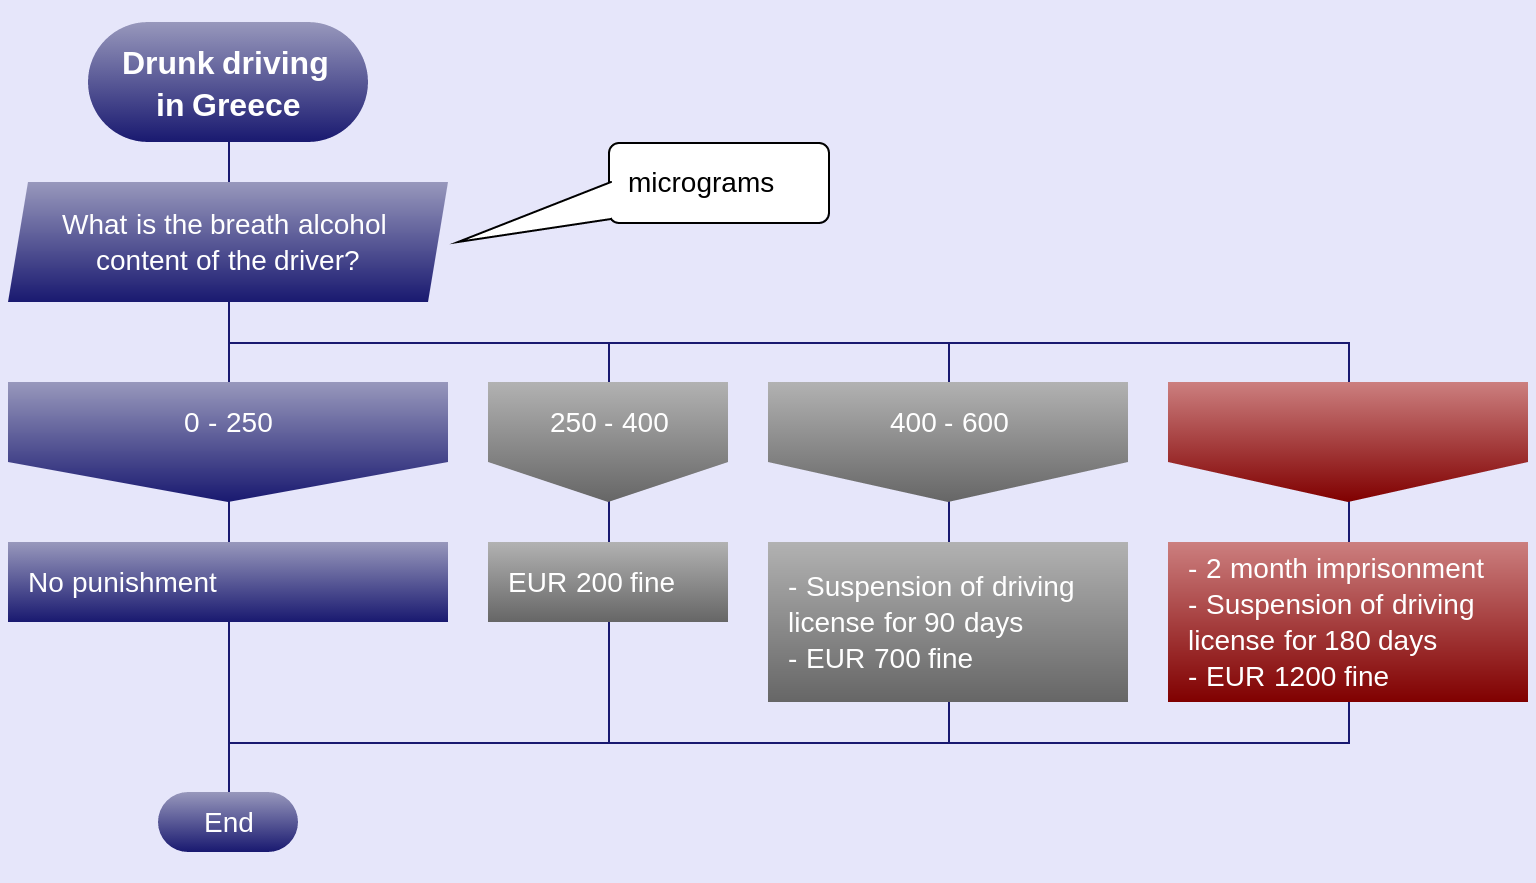 Drunk driving
in Greece
micrograms
What is the breath alcohol
content of the driver?
0 - 250
250 - 400
400 - 600
No punishment
EUR 200 fine
- Suspension of driving
license for 90 days
- EUR 700 fine
- 2 month imprisonment
- Suspension of driving
license for 180 days
- EUR 1200 fine
End